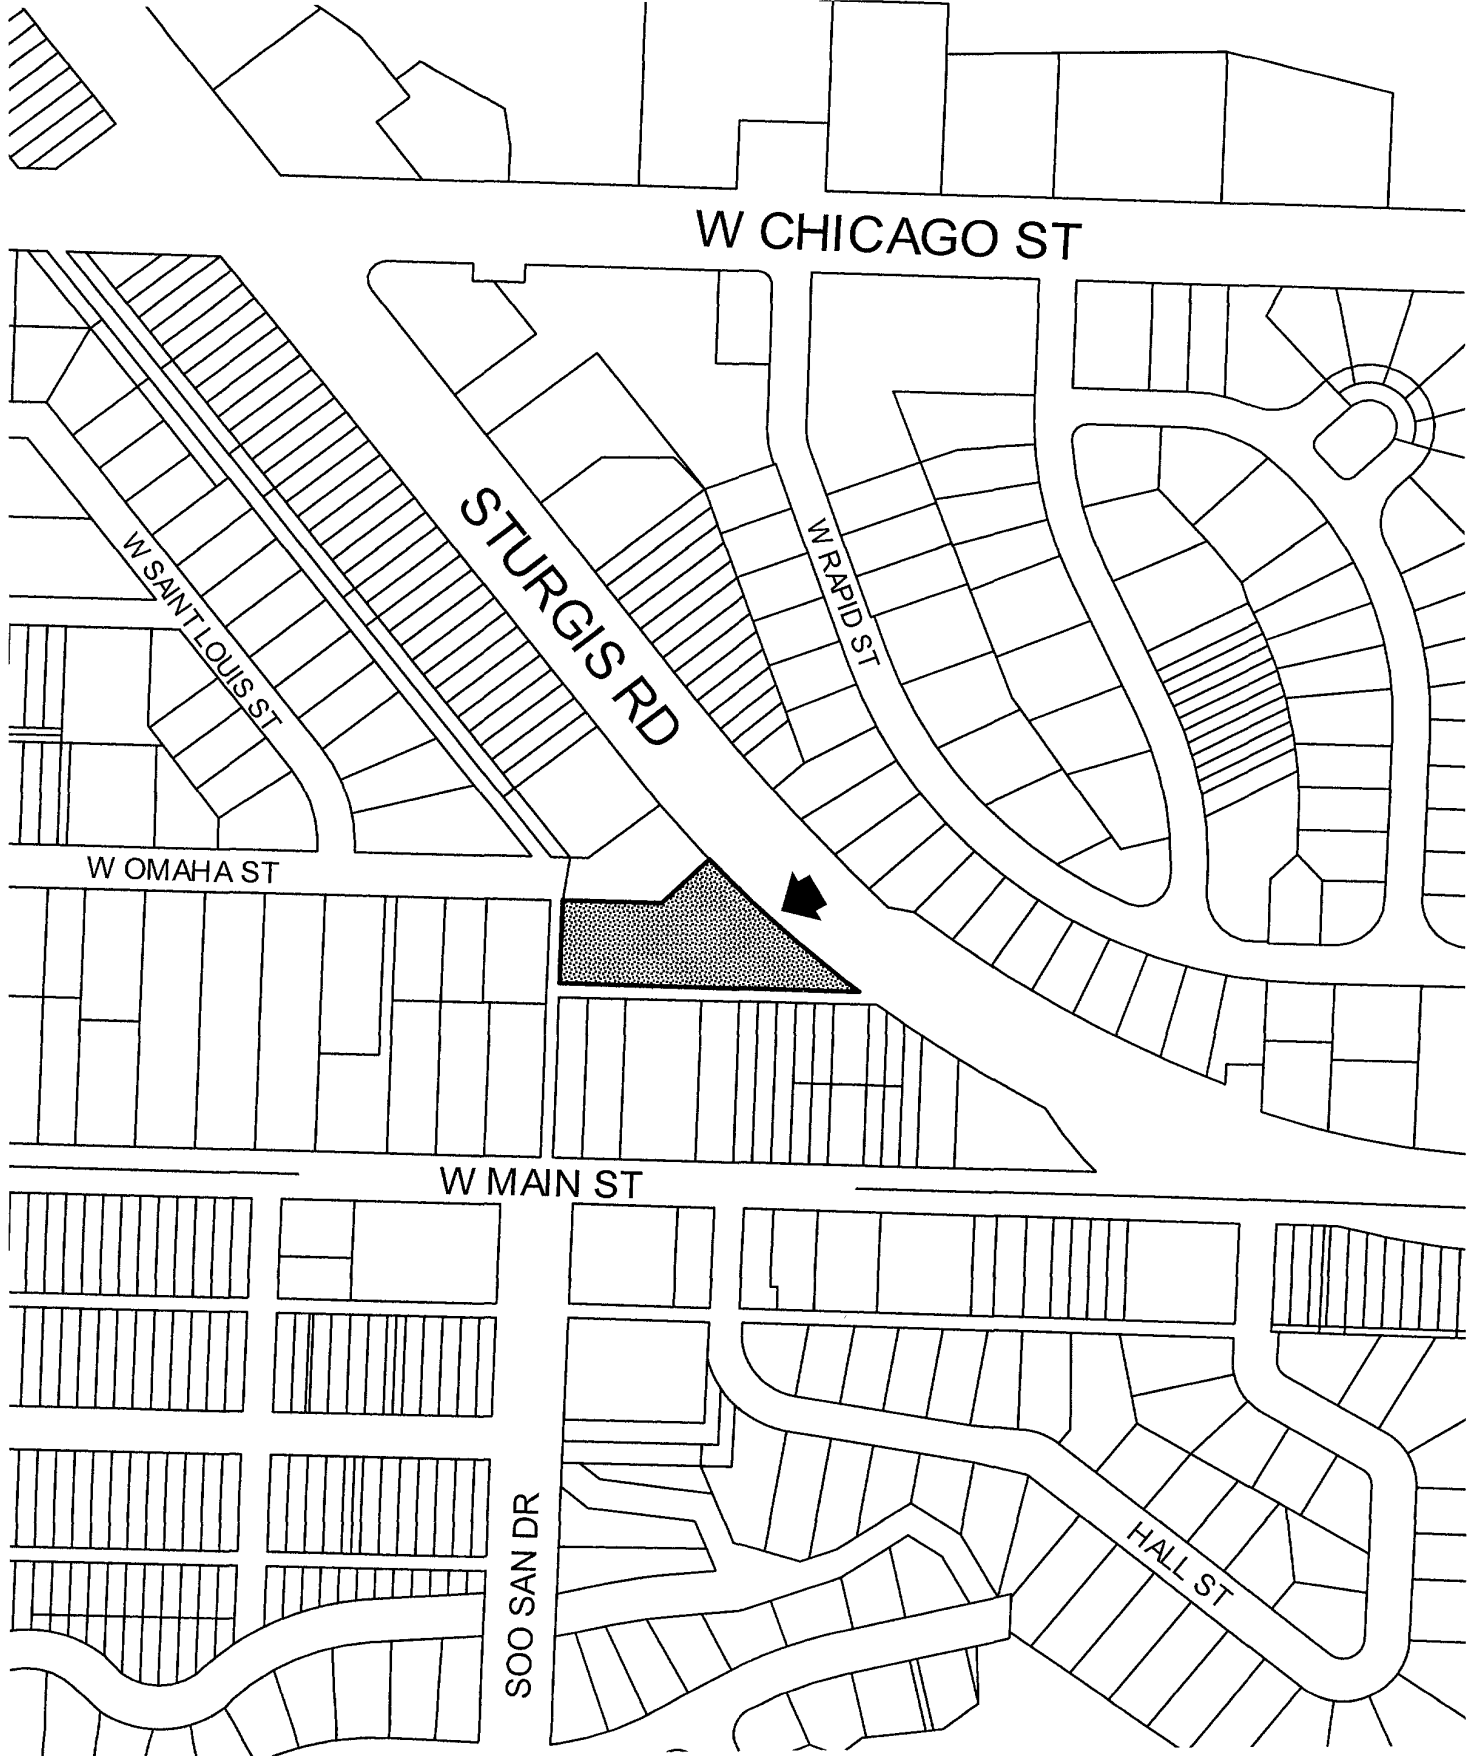 W CHICAGO ST
STURGIS RD
W RAPID ST
W SAINT LOUIS ST
W OMAHA ST
W MAIN ST
SOO SAN DR
HALL ST